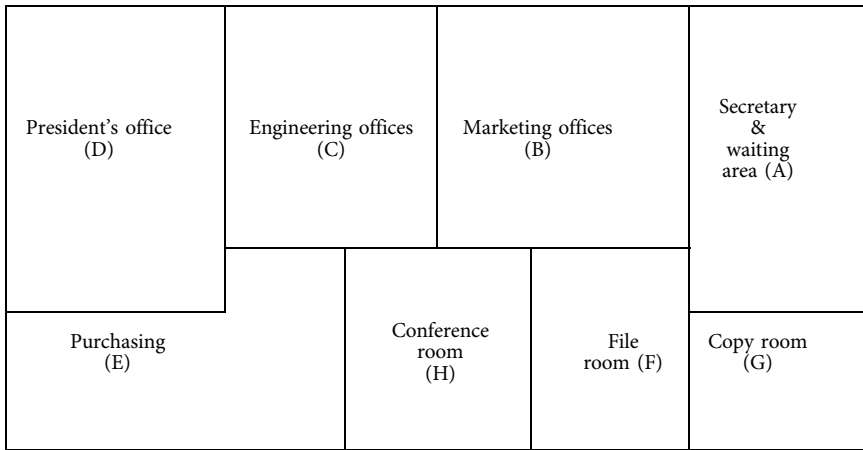 President's office
(D)
Engineering offices
(C)
Marketing offices
(B)
Secretary
&
waiting
area (A)
Purchasing
(E)
Conference
room
(H)
File
room (F)
Copy room
(G)